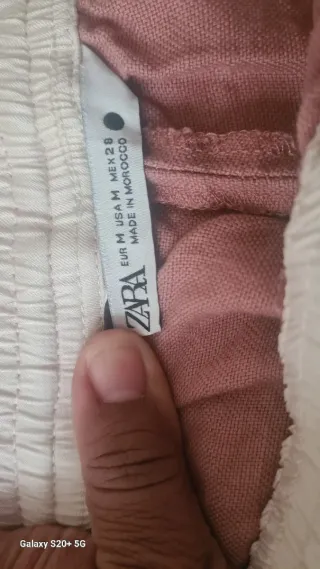 ZARA
EUR M USA M MEX 28
MADE IN MOROCCO
Galaxy S20+ 5G